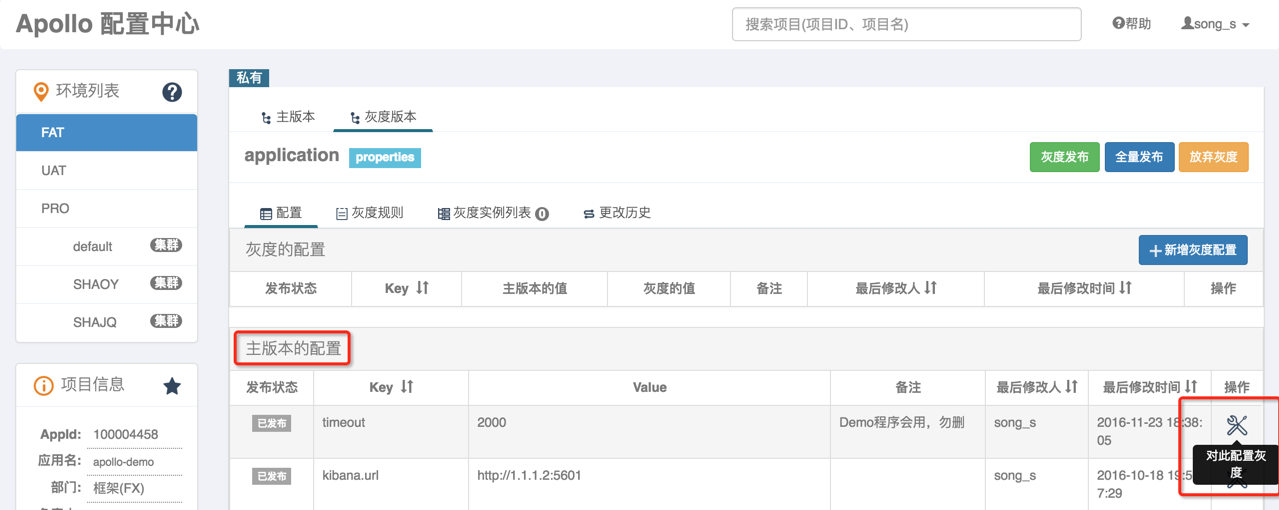 Apollo 配置中心
搜索项目(项目ID、项目名)
帮助
song_s
环境列表
FAT
UAT
PRO
default 集群
SHAOY 集群
SHAJQ 集群
项目信息
AppId: 100004458
应用名: apollo-demo
部门: 框架(FX)
私有
主版本 灰度版本
application properties
灰度发布 全量发布 放弃灰度
配置 灰度规则 灰度实例列表 0 更改历史
灰度的配置
新增灰度配置
发布状态 Key 主版本的值 灰度的值 备注 最后修改人 最后修改时间 操作
主版本的配置
发布状态 Key Value 备注 最后修改人 最后修改时间 操作
已发布 timeout 2000 Demo程序会用，勿删 song_s 2016-11-23 18:38:
05
对此配置灰
度
已发布 kibana.url http://1.1.1.2:5601 song_s 2016-10-18 19:5
7:29